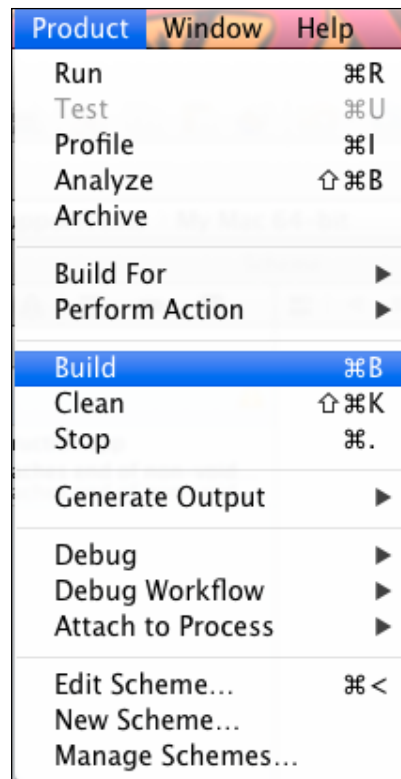 Product Window Help
Run ⌘R
Test ⌘U
Profile ⌘I
Analyze ⇧⌘B
Archive
Build For ▶
Perform Action ▶
Build ⌘B
Clean ⇧⌘K
Stop ⌘.
Generate Output ▶
Debug ▶
Debug Workflow ▶
Attach to Process ▶
Edit Scheme... ⌘<
New Scheme...
Manage Schemes...